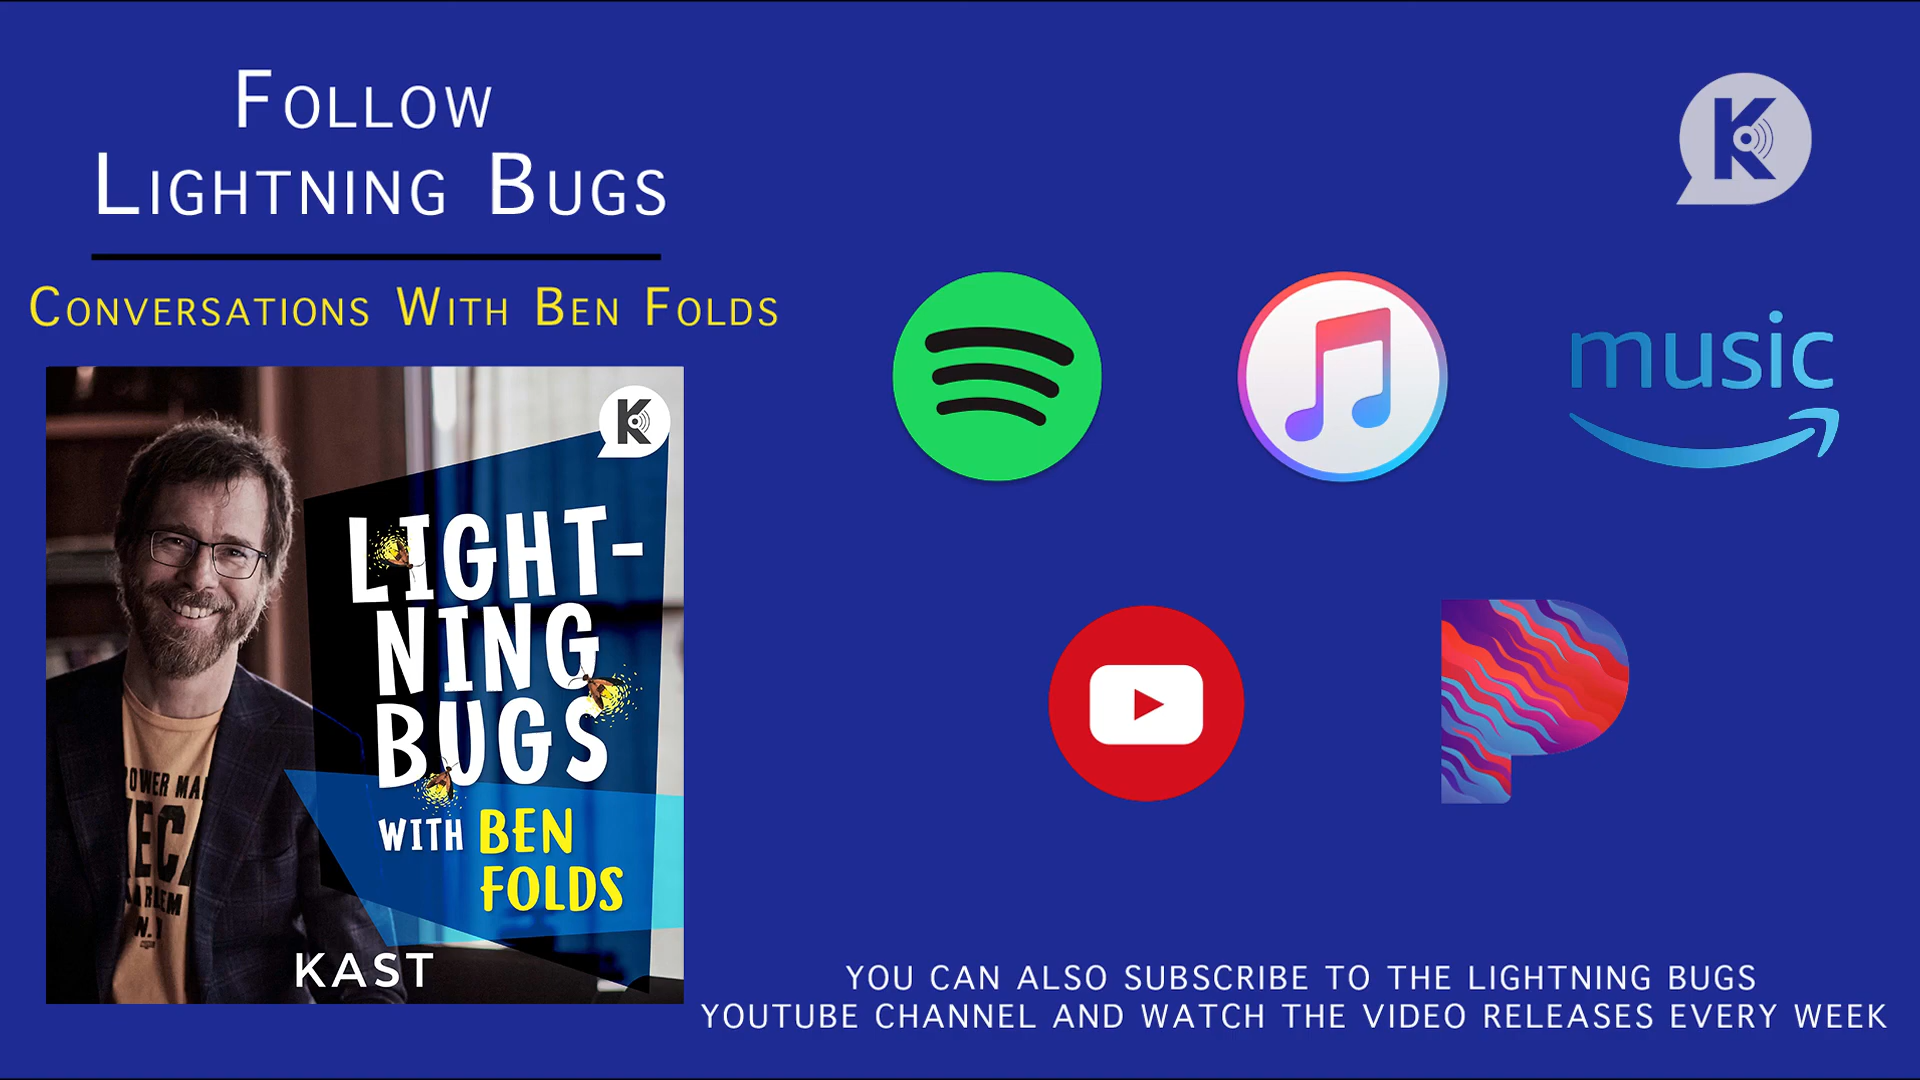 Follow
Lightning Bugs
Conversations With Ben Folds
K
K
LIGHT-
NING
BUGS
WITH BEN
FOLDS
KAST
music
YOU CAN ALSO SUBSCRIBE TO THE LIGHTNING BUGS
YOUTUBE CHANNEL AND WATCH THE VIDEO RELEASES EVERY WEEK